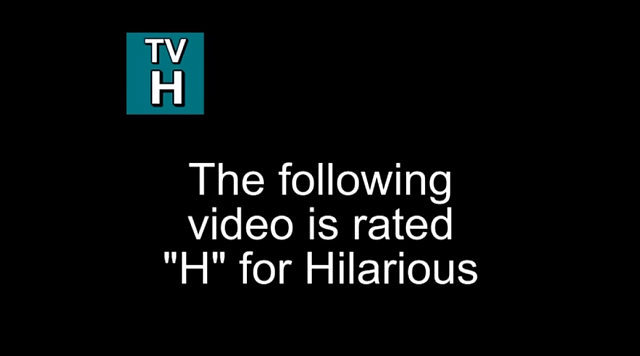 TV
H
The following
video is rated
"H" for Hilarious